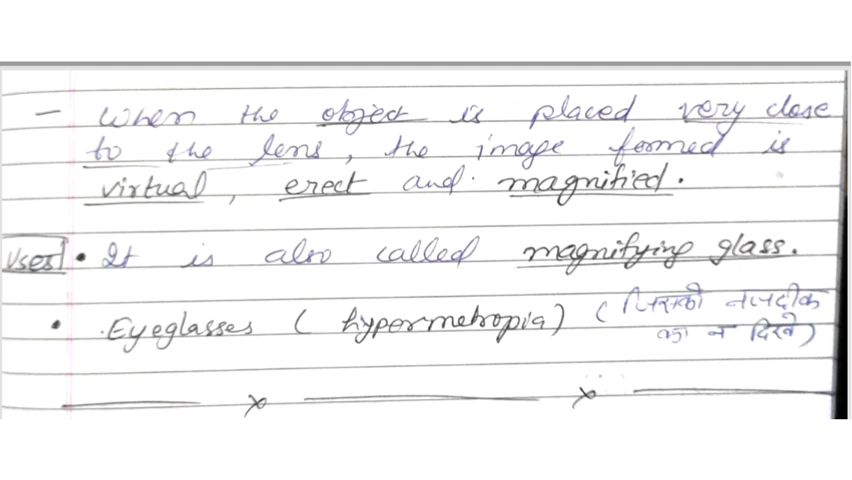 — When the object is placed very close
to the lens, the image formed is
virtual, erect and magnified.
Uses • It is also called magnifying glass.
• Eyeglasses (hypermetropia) (जिसको नजदीक
का न दिखे)